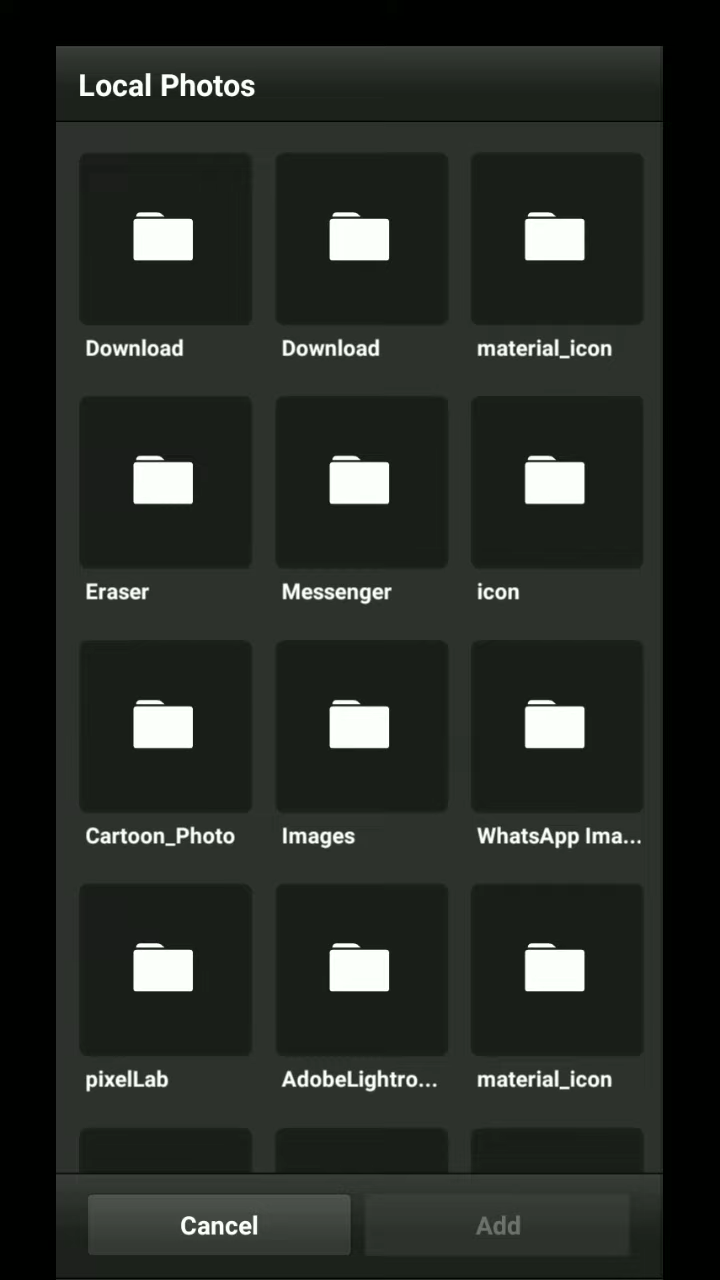 Local Photos
Download Download material_icon
Eraser Messenger icon
Cartoon_Photo Images WhatsApp Ima...
pixelLab AdobeLightro... material_icon
Cancel Add